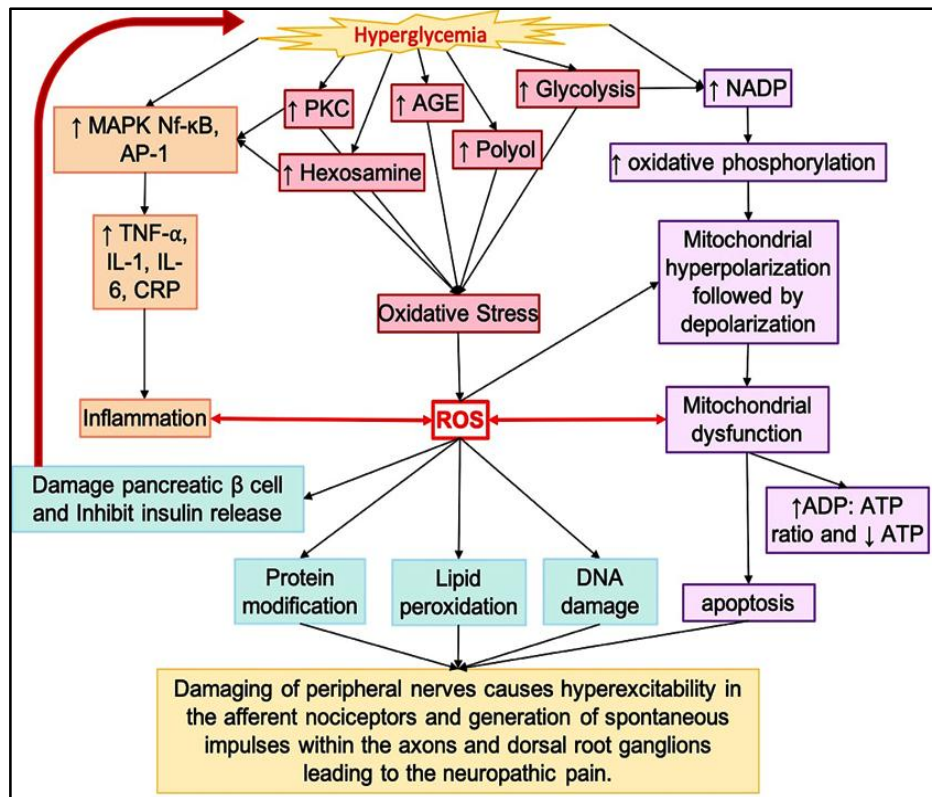 Hyperglycemia
↑ MAPK Nf-κB,
AP-1
↑ PKC
↑ Hexosamine
↑ AGE
↑ Polyol
↑ Glycolysis
↑ NADP
↑ oxidative phosphorylation
↑ TNF-α,
IL-1, IL-
6, CRP
Mitochondrial
hyperpolarization
followed by
depolarization
Oxidative Stress
Inflammation
ROS
Mitochondrial
dysfunction
Damage pancreatic β cell
and Inhibit insulin release
↑ADP: ATP
ratio and ↓ ATP
Protein
modification
Lipid
peroxidation
DNA
damage
apoptosis
Damaging of peripheral nerves causes hyperexcitability in
the afferent nociceptors and generation of spontaneous
impulses within the axons and dorsal root ganglions
leading to the neuropathic pain.